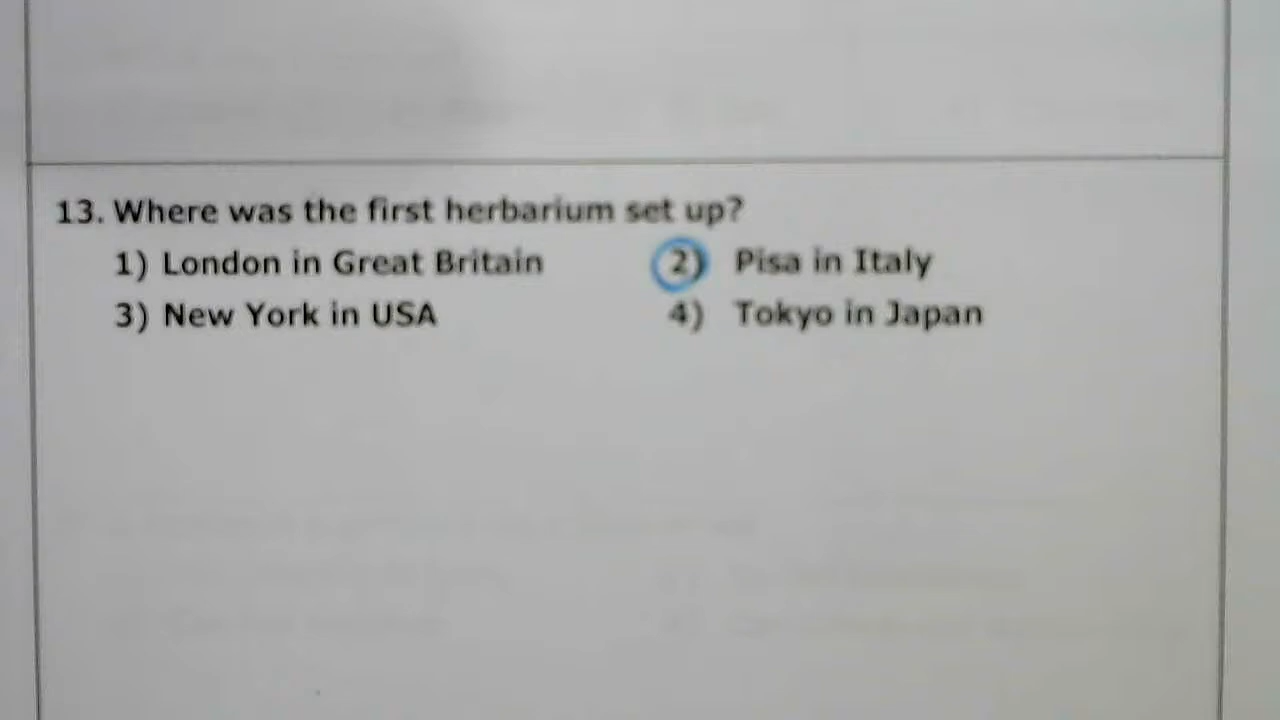 13. Where was the first herbarium set up?
1) London in Great Britain 2) Pisa in Italy
3) New York in USA 4) Tokyo in Japan